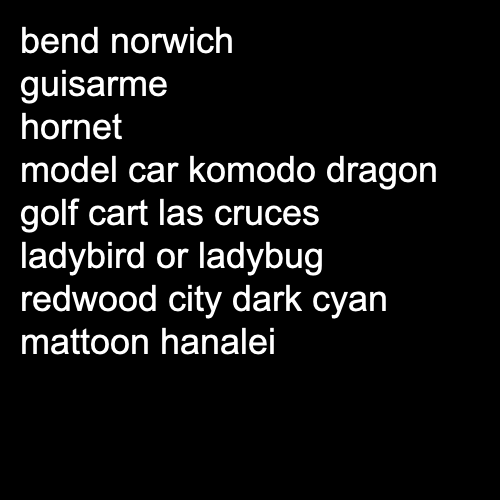 bend norwich
guisarme
hornet
model car komodo dragon
golf cart las cruces
ladybird or ladybug
redwood city dark cyan
mattoon hanalei